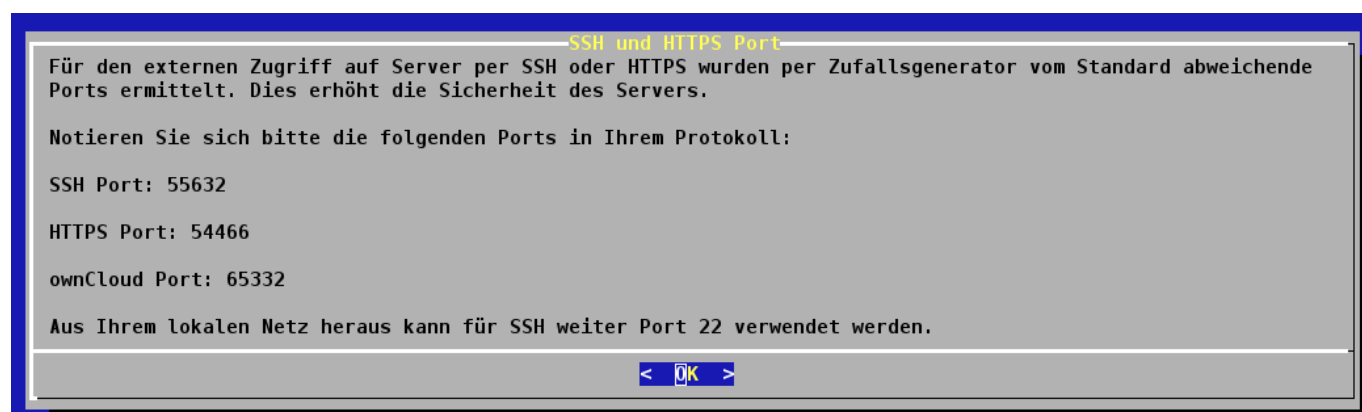 SSH und HTTPS Port
Für den externen Zugriff auf Server per SSH oder HTTPS wurden per Zufallsgenerator vom Standard abweichende
Ports ermittelt. Dies erhöht die Sicherheit des Servers.
Notieren Sie sich bitte die folgenden Ports in Ihrem Protokoll:
SSH Port: 55632
HTTPS Port: 54466
ownCloud Port: 65332
Aus Ihrem lokalen Netz heraus kann für SSH weiter Port 22 verwendet werden.
< OK >